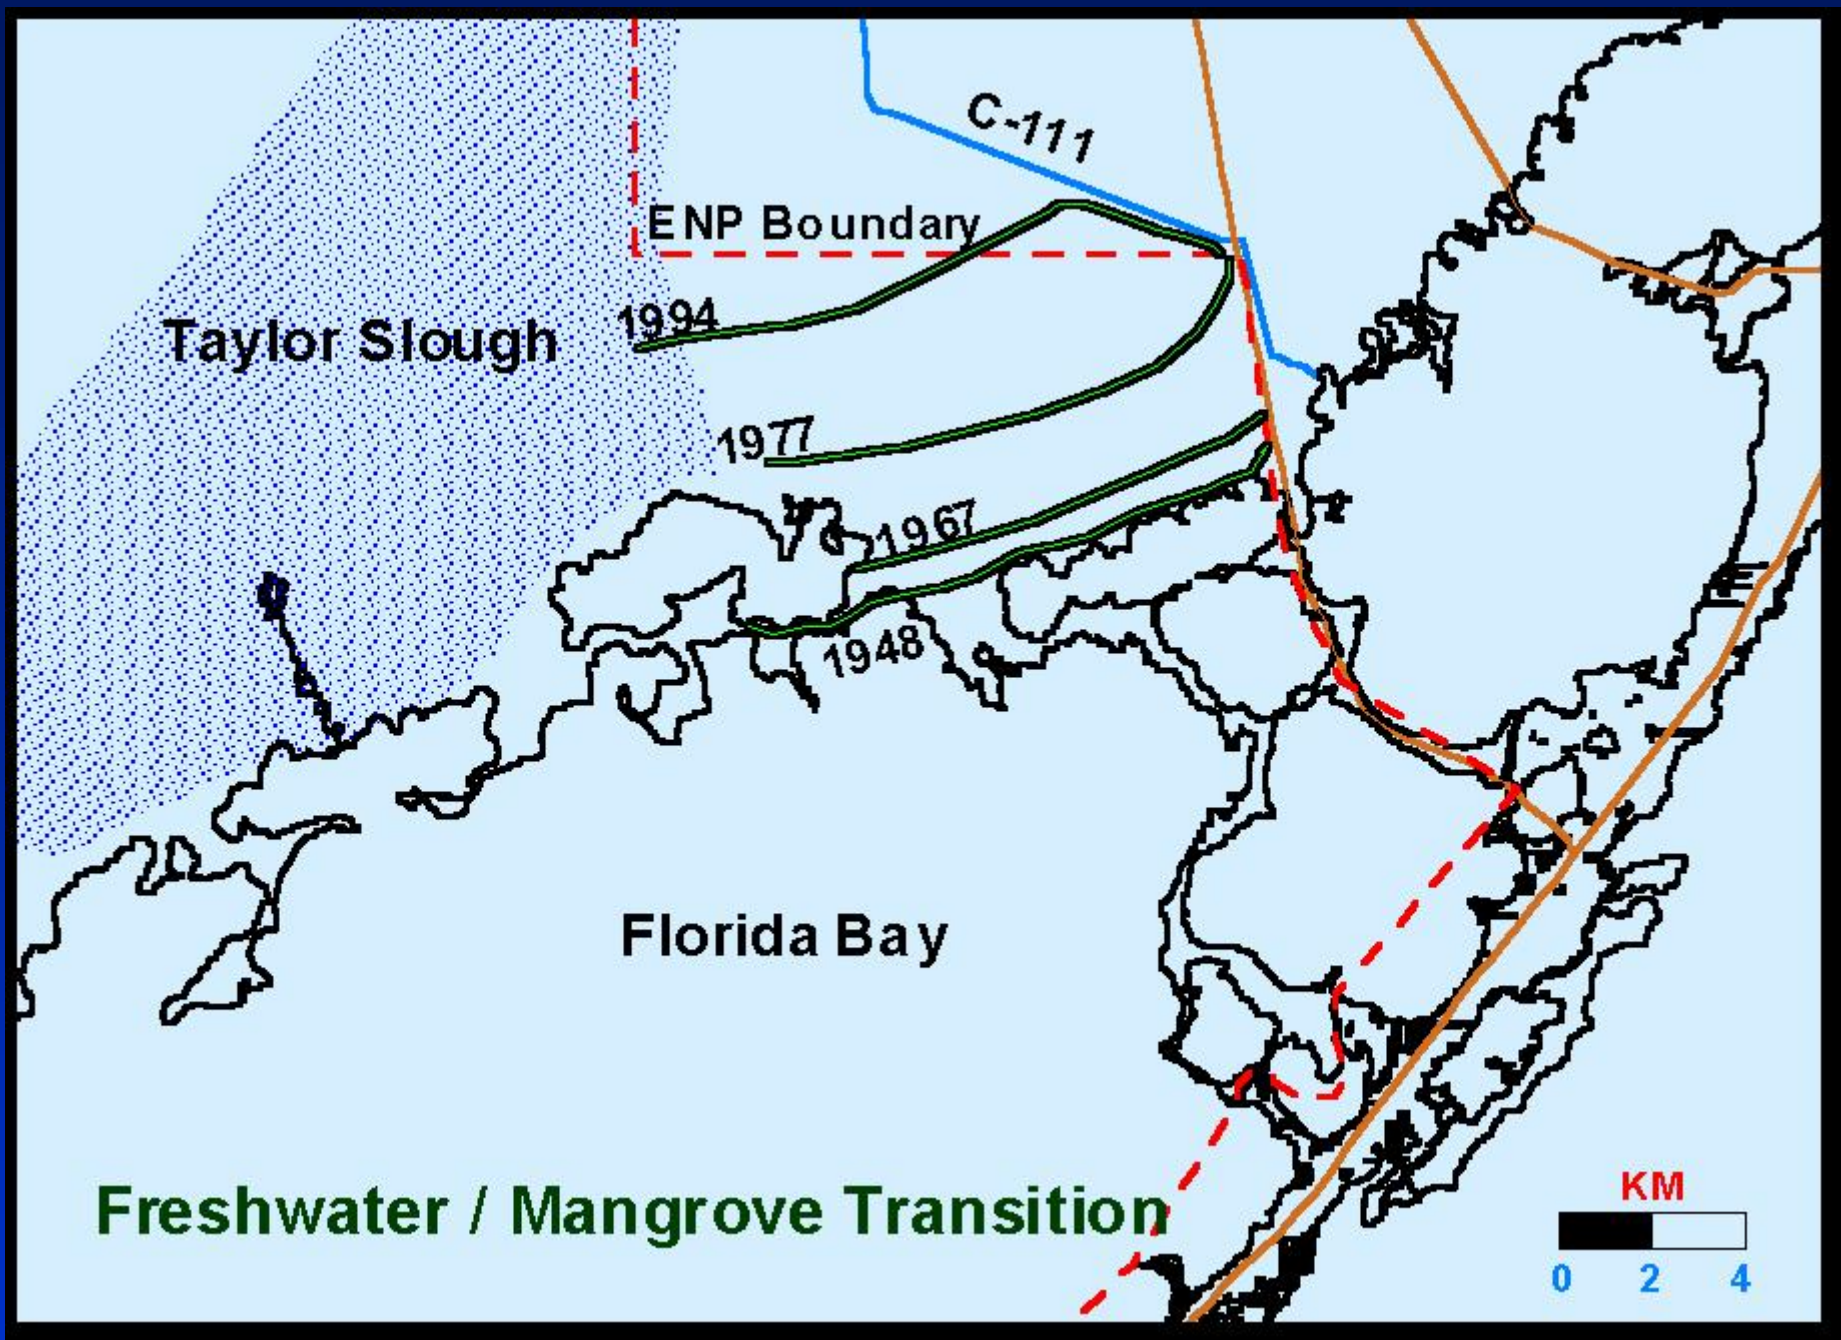 C-111
ENP Boundary
1994
Taylor Slough
1977
1967
1948
Florida Bay
Freshwater / Mangrove Transition
KM
0 2 4